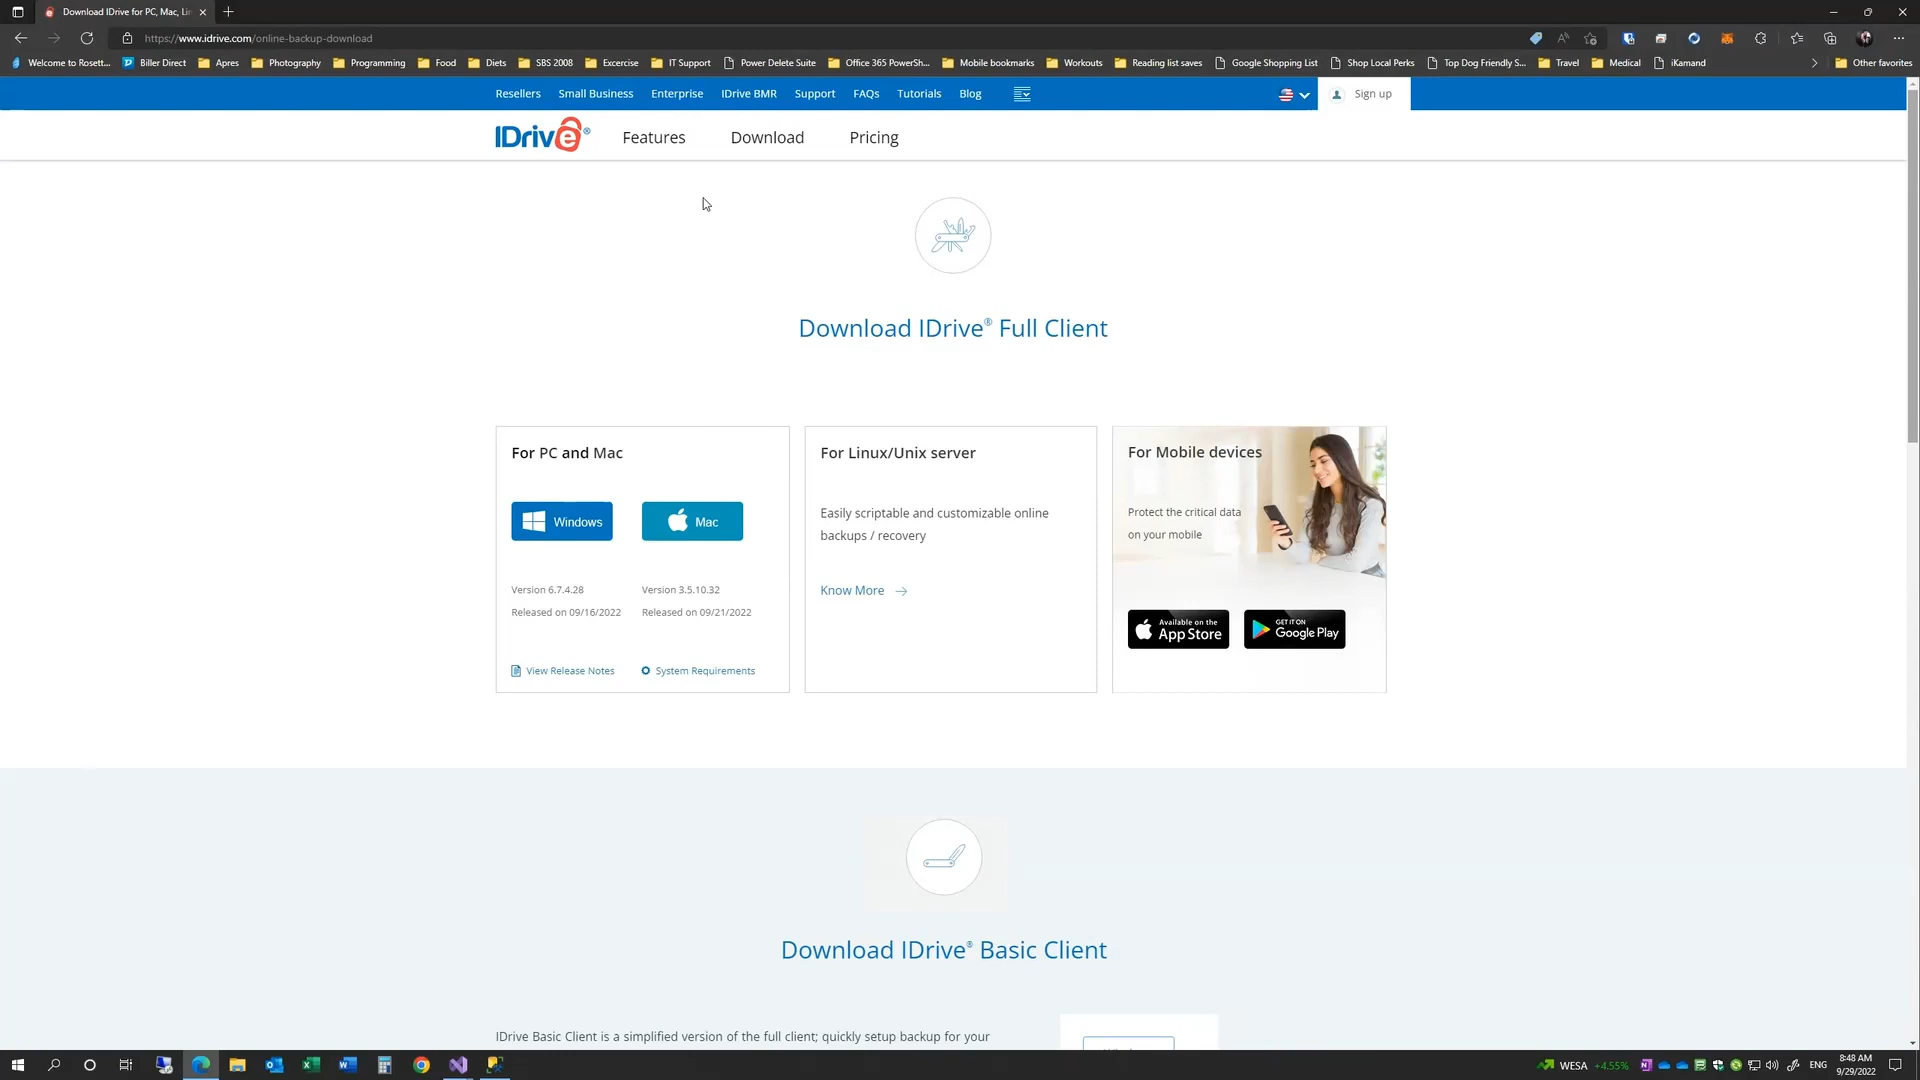 Download IDrive for PC, Mac, Lin
https://www.idrive.com/online-backup-download
Welcome to Rosett...
Biller Direct
Apres
Photography
Programming
Food
Diets
SBS 2008
Excercise
IT Support
Power Delete Suite
Office 365 PowerSh...
Mobile bookmarks
Workouts
Reading list saves
Google Shopping List
Shop Local Perks
Top Dog Friendly S...
Travel
Medical
iKamand
Other favorites
Resellers
Small Business
Enterprise
IDrive BMR
Support
FAQs
Tutorials
Blog
Sign up
IDrive®
Features
Download
Pricing
Download IDrive® Full Client
For PC and Mac
Windows
Mac
Version 6.7.4.28
Released on 09/16/2022
Version 3.5.10.32
Released on 09/21/2022
View Release Notes
System Requirements
For Linux/Unix server
Easily scriptable and customizable online
backups / recovery
Know More
For Mobile devices
Protect the critical data
on your mobile
Available on the
App Store
GET IT ON
Google Play
Download IDrive® Basic Client
IDrive Basic Client is a simplified version of the full client; quickly setup backup for your
WESA +4.55%
ENG
8:48 AM
9/29/2022